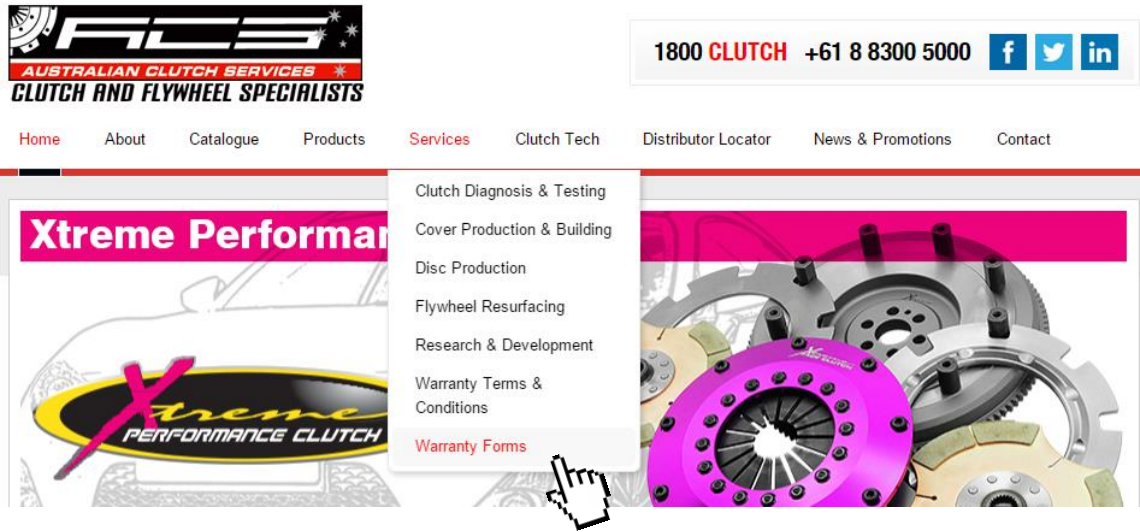 ACS
AUSTRALIAN CLUTCH SERVICES
CLUTCH AND FLYWHEEL SPECIALISTS
1800 CLUTCH +61 8 8300 5000 f in
Home About Catalogue Products Services Clutch Tech Distributor Locator News & Promotions Contact
Clutch Diagnosis & Testing
Cover Production & Building
Disc Production
Flywheel Resurfacing
Research & Development
Warranty Terms &
Conditions
Warranty Forms
Xtreme
Xtreme
PERFORMANCE CLUTCH
Xtreme